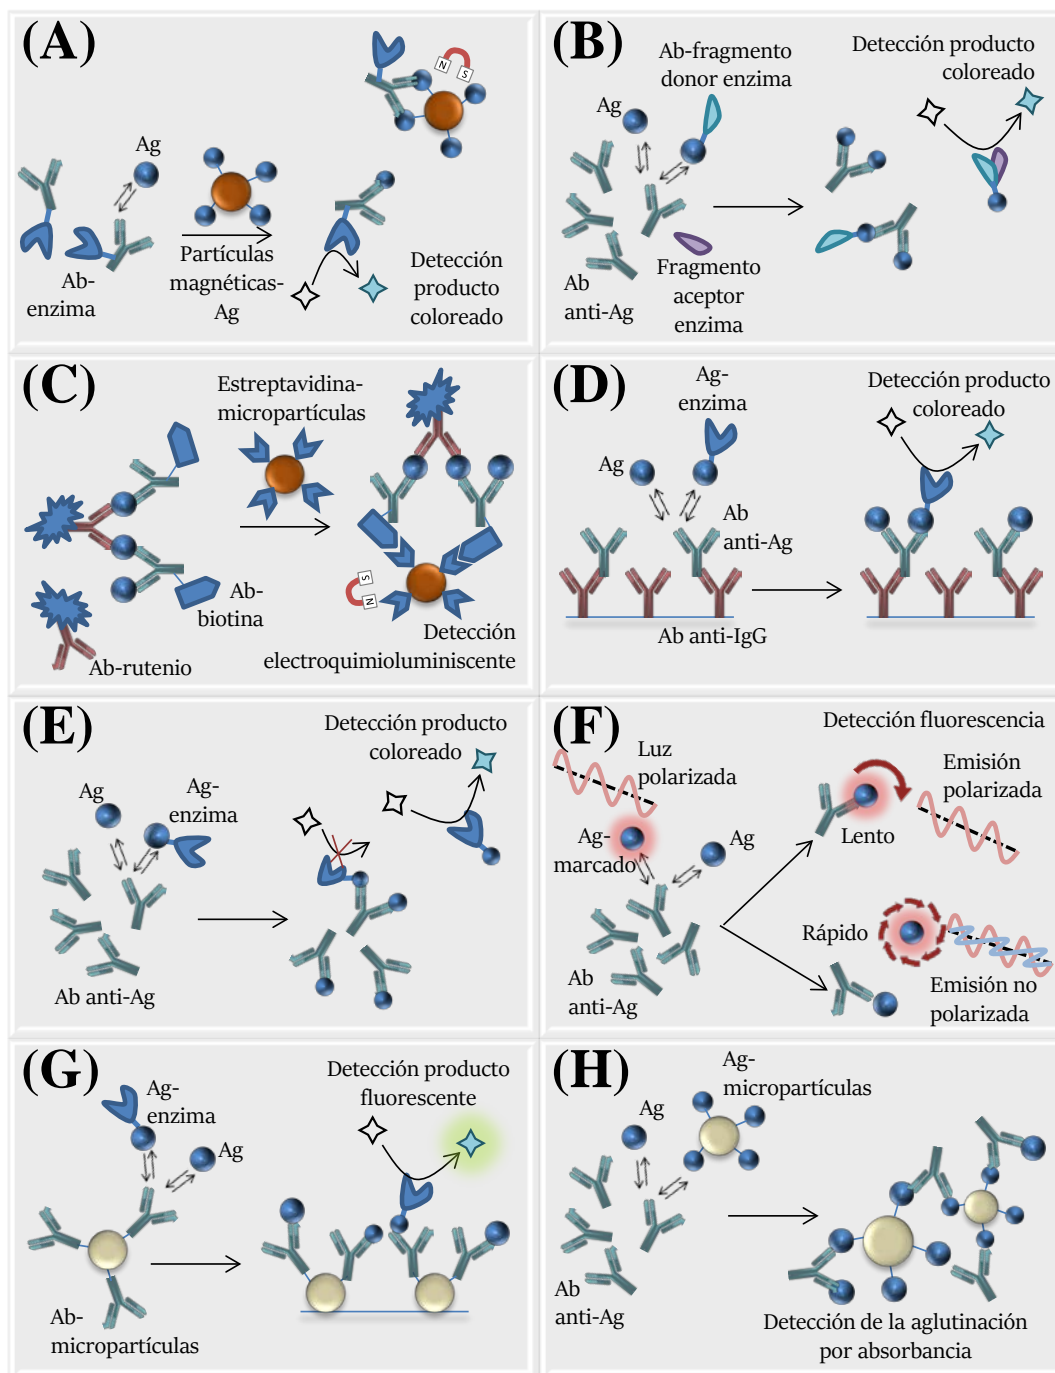 (A)
Ag
N
S
Ab-
enzima
Partículas
magnéticas-
Ag
Detección
producto
coloreado
(B)
Ab-fragmento
donor enzima
Detección producto
coloreado
Ag
Ab
anti-Ag
Fragmento
aceptor
enzima
(C)
Estreptavidina-
micropartículas
Ab-
biotina
Ab-rutenio
S
N
Detección
electroquimioluminiscente
(D)
Ag-
enzima
Detección producto
coloreado
Ag
Ab
anti-Ag
Ab anti-IgG
(E)
Detección producto
coloreado
Ag
Ag-
enzima
Ab anti-Ag
(F)
Detección fluorescencia
Luz
polarizada
Emisión
polarizada
Ag-
marcado
Ag
Lento
Rápido
Ab
anti-Ag
Emisión no
polarizada
(G)
Ag-
enzima
Detección producto
fluorescente
Ag
Ab-
micropartículas
(H)
Ag-
micropartículas
Ag
Ab
anti-Ag
Detección de la aglutinación
por absorbancia